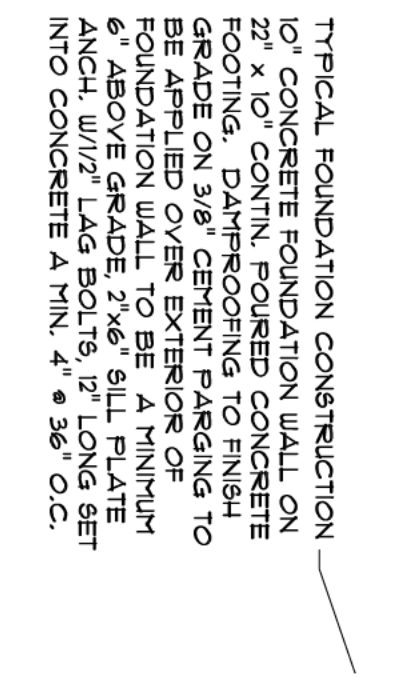 TYPICAL FOUNDATION CONSTRUCTION
10" CONCRETE FOUNDATION WALL ON
22" x 10" CONTIN. POURED CONCRETE
FOOTING. DAMPROOFING TO FINISH
GRADE ON 3/8" CEMENT PARGING TO
BE APPLIED OVER EXTERIOR OF
FOUNDATION WALL TO BE A MINIMUM
6" ABOVE GRADE, 2"x6" SILL PLATE
ANCH. W/1/2" LAG BOLTS, 12" LONG SET
INTO CONCRETE A MIN. 4" @ 36" O.C.